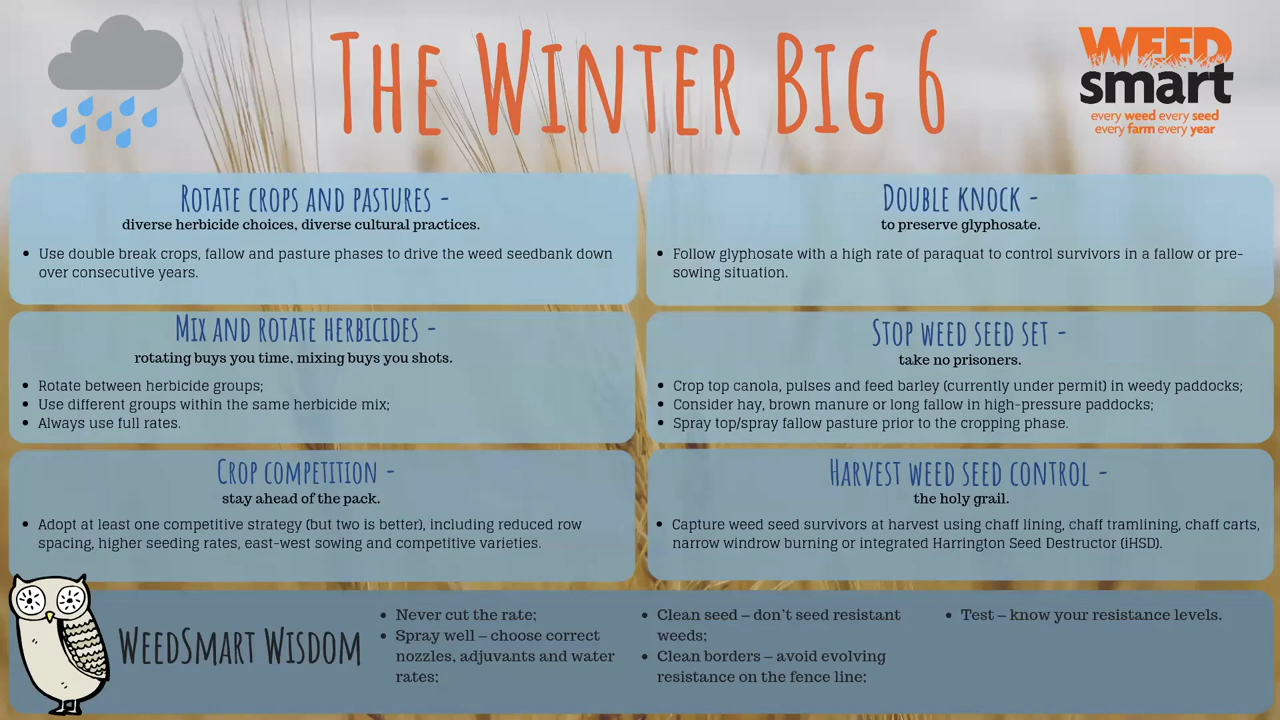 The Winter Big 6
WEED
smart
every weed every seed
every farm every year
Rotate crops and pastures -
diverse herbicide choices, diverse cultural practices.
• Use double break crops, fallow and pasture phases to drive the weed seedbank down
over consecutive years.
Double knock -
to preserve glyphosate.
• Follow glyphosate with a high rate of paraquat to control survivors in a fallow or pre-
sowing situation.
Mix and rotate herbicides -
rotating buys you time, mixing buys you shots.
• Rotate between herbicide groups;
• Use different groups within the same herbicide mix;
• Always use full rates.
Stop weed seed set -
take no prisoners.
• Crop top canola, pulses and feed barley (currently under permit) in weedy paddocks;
• Consider hay, brown manure or long fallow in high-pressure paddocks;
• Spray top/spray fallow pasture prior to the cropping phase.
Crop competition -
stay ahead of the pack.
• Adopt at least one competitive strategy (but two is better), including reduced row
spacing, higher seeding rates, east-west sowing and competitive varieties.
Harvest weed seed control -
the holy grail.
• Capture weed seed survivors at harvest using chaff lining, chaff tramlining, chaff carts,
narrow windrow burning or integrated Harrington Seed Destructor (iHSD).
WeedSmart Wisdom
• Never cut the rate;
• Spray well – choose correct
nozzles, adjuvants and water
rates;
• Clean seed – don't seed resistant
weeds;
• Clean borders – avoid evolving
resistance on the fence line;
• Test – know your resistance levels.